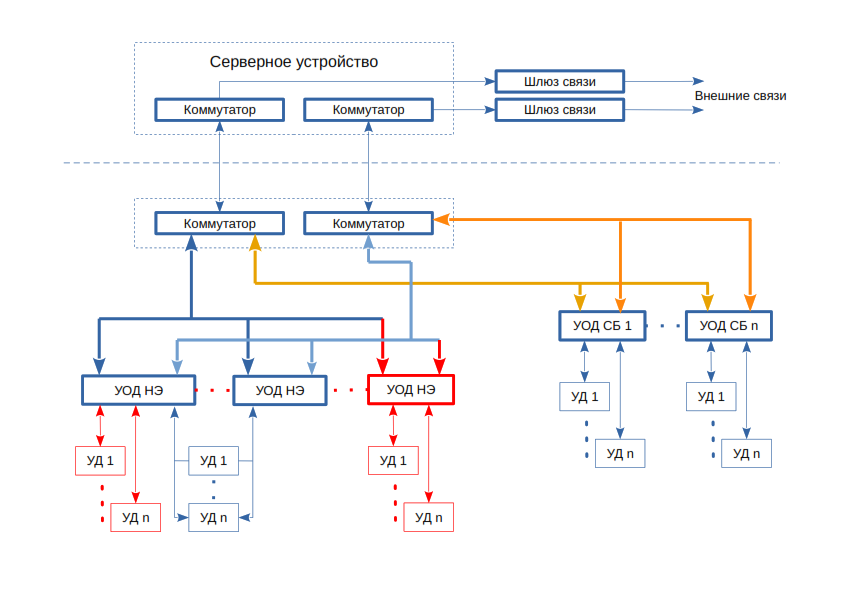 Серверное устройство
Шлюз связи
Внешние связи
Коммутатор
Коммутатор
Шлюз связи
Коммутатор
Коммутатор
УОД СБ 1
УОД СБ n
УОД НЭ
УОД НЭ
УОД НЭ
УД 1
УД 1
УД n
УД n
УД 1
УД 1
УД 1
УД n
УД n
УД n